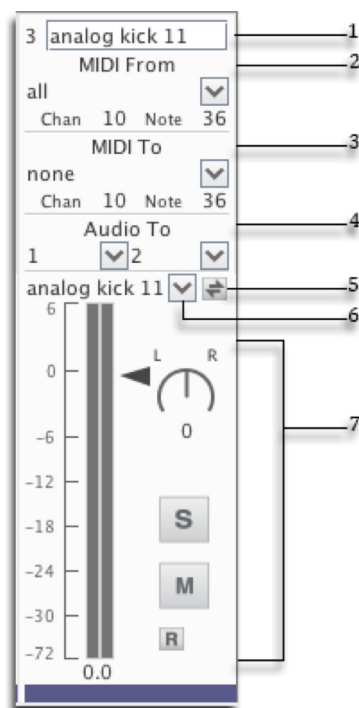 3 analog kick 11
MIDI From
all
Chan 10 Note 36
MIDI To
none
Chan 10 Note 36
Audio To
1 2
analog kick 11
6
0
-6
-12
-18
-24
-30
-72
0.0
L R
0
S
M
R
1
2
3
4
5
6
7